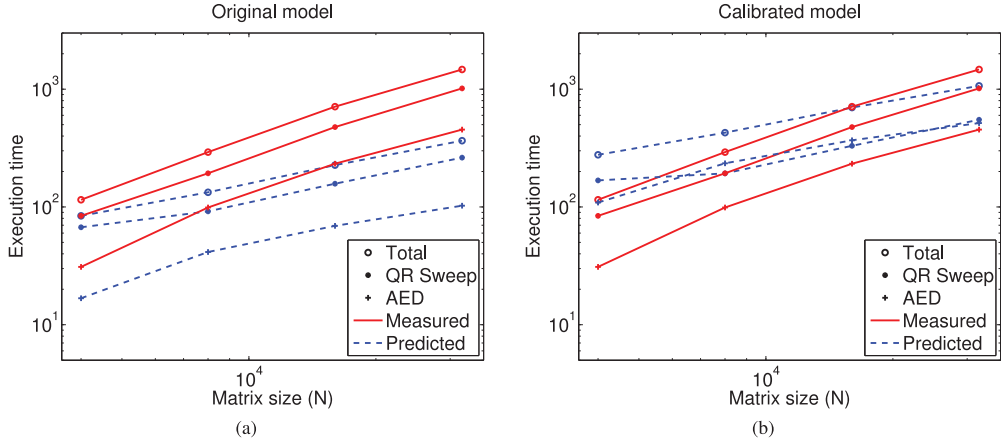 Original model
Execution time
10^3
10^2
10^1
Total
QR Sweep
AED
Measured
Predicted
10^4
Matrix size (N)
(a)
Calibrated model
Execution time
10^3
10^2
10^1
Total
QR Sweep
AED
Measured
Predicted
10^4
Matrix size (N)
(b)